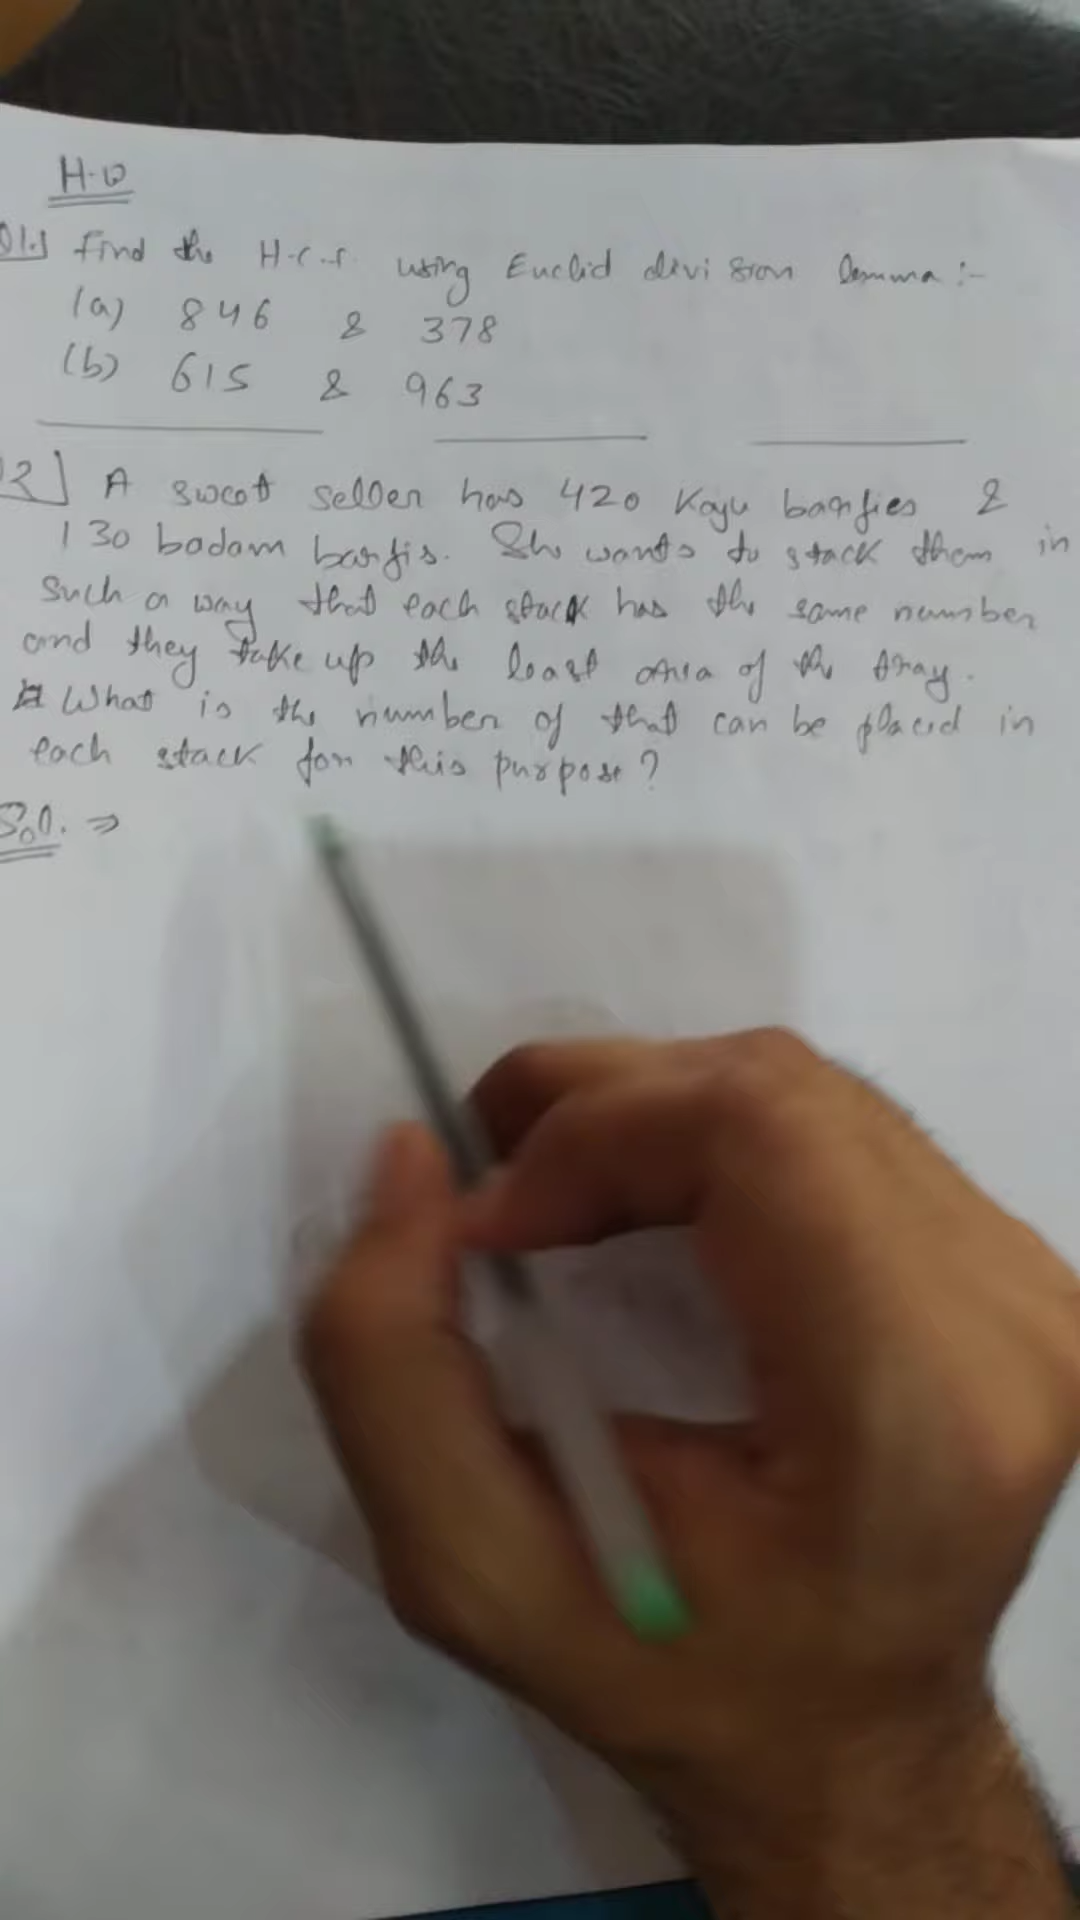 H.W
Q1.] Find the H.C.F. using Euclid division lemma :-
(a) 846 & 378
(b) 615 & 963
2] A sweet seller has 420 Kaju barfies &
130 badam barfis. She wants to stack them in
such a way that each stack has the same number
and they take up the least area of the tray.
What is the number of that can be placed in
each stack for this purpose?
Sol. ⇒